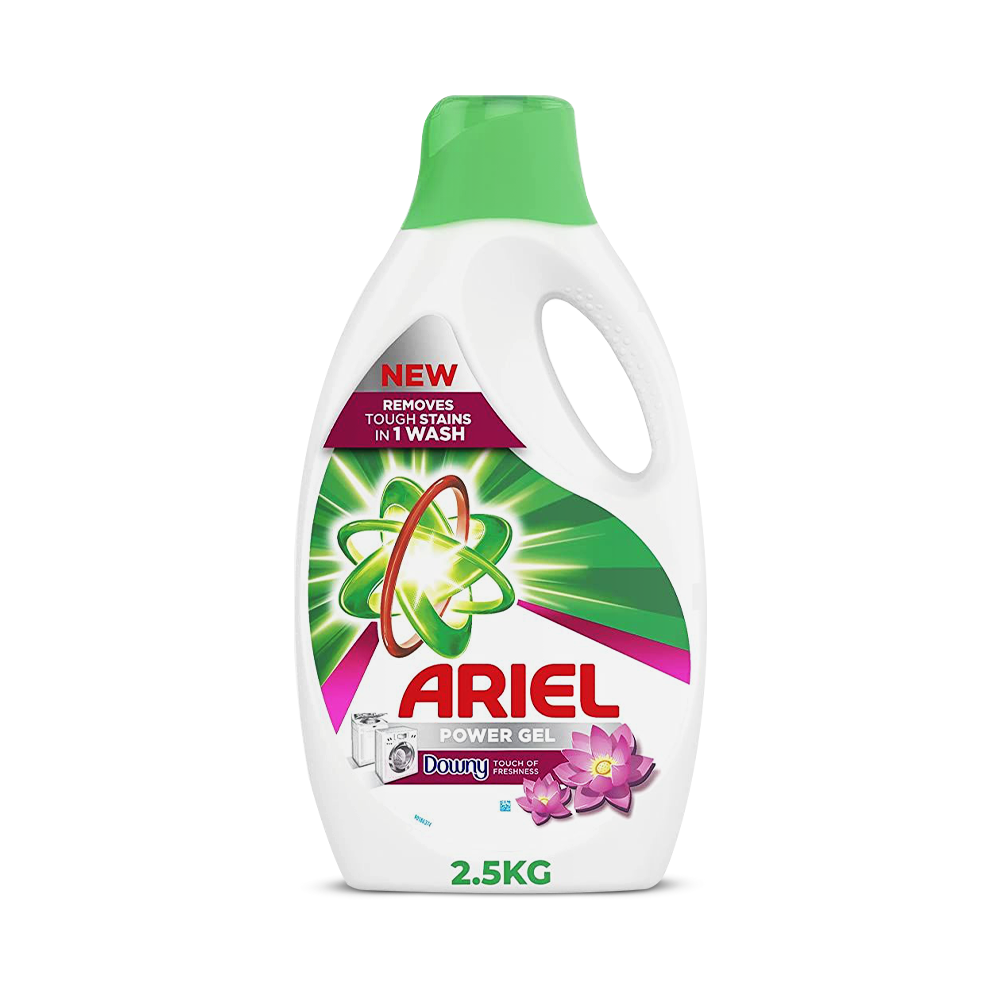 NEW
REMOVES
TOUGH STAINS
IN 1 WASH
ARIEL
POWER GEL
Downy TOUCH OF
FRESHNESS
2.5KG